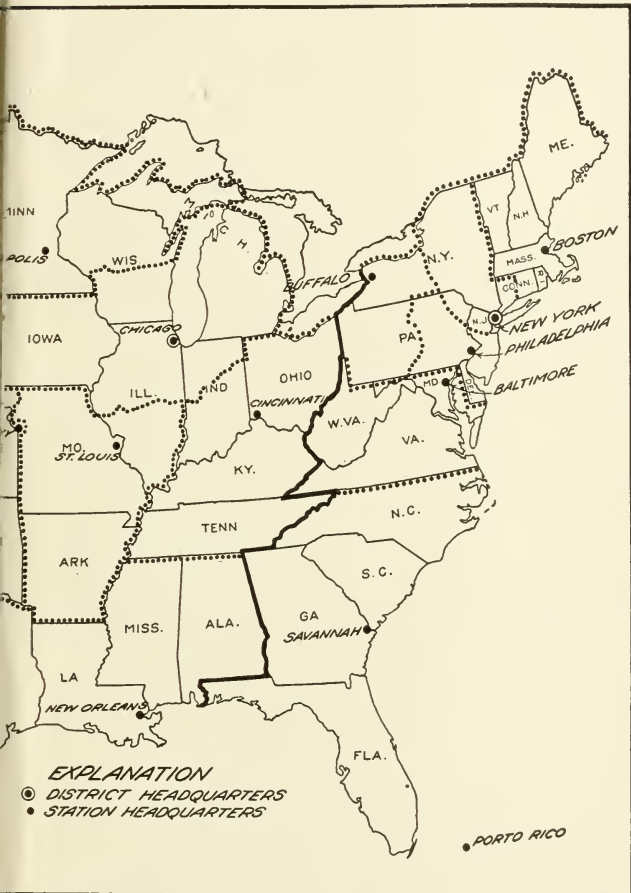 ME.
MINN
VT
N.H
BOSTON
POLIS
WIS
MICH.
BUFFALO
N.Y.
MASS.
CONN.
R.I.
IOWA
CHICAGO
N.J.
NEW YORK
PHILADELPHIA
PA
ILL.
IND
OHIO
MD
DEL
BALTIMORE
CINCINNATI
W.VA.
VA.
MO.
ST. LOUIS
KY.
N.C.
TENN
ARK
S.C.
MISS.
ALA.
GA
SAVANNAH
LA
NEW ORLEANS
FLA.
EXPLANATION
DISTRICT HEADQUARTERS
STATION HEADQUARTERS
PORTO RICO